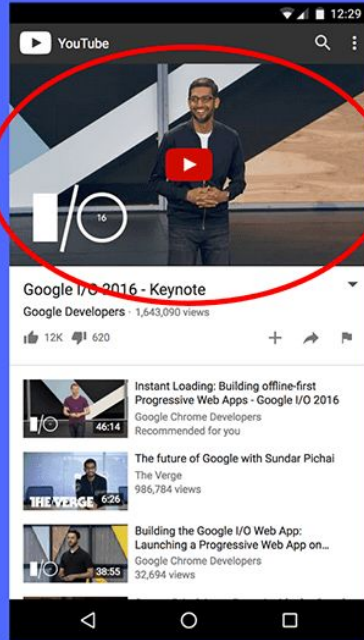 12:29
YouTube
I/O
16
Google I/O 2016 - Keynote
Google Developers · 1,643,090 views
12K 620
Instant Loading: Building offline-first
Progressive Web Apps - Google I/O 2016
Google Chrome Developers
Recommended for you
I/O 46:14
The future of Google with Sundar Pichai
The Verge
986,784 views
THE VERGE 6:26
Building the Google I/O Web App:
Launching a Progressive Web App on...
Google Chrome Developers
32,694 views
I/O 38:55